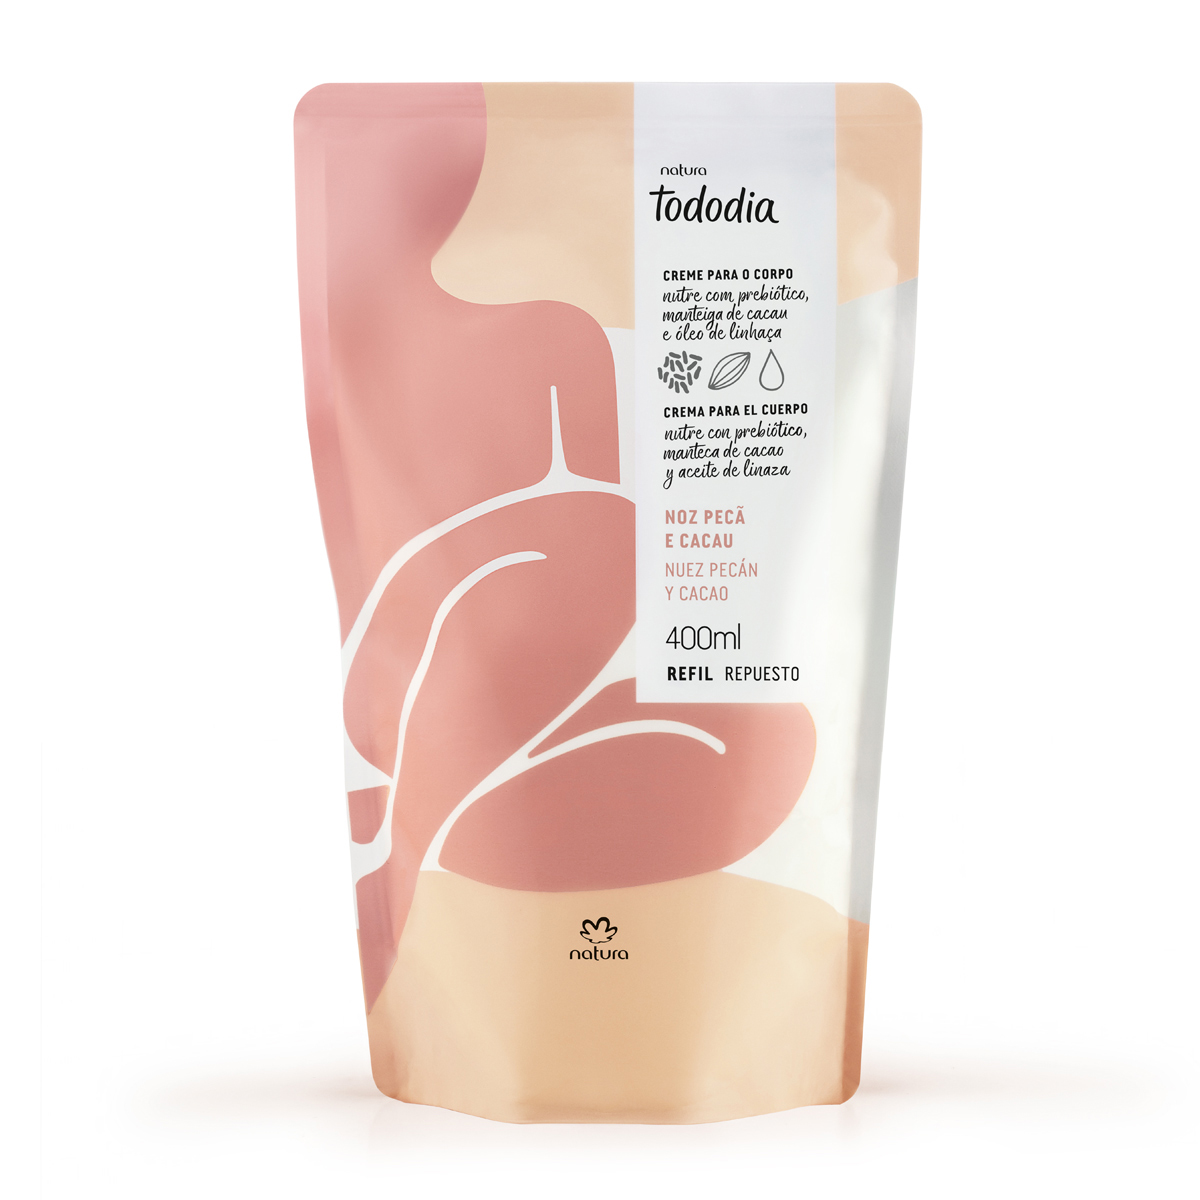 natura
Tododia
CREME PARA O CORPO
nutre com prebiótico,
manteiga de cacau
e óleo de linhaça
CREMA PARA EL CUERPO
nutre con prebiótico,
manteca de cacao
y aceite de linaza
NOZ PECÃ
E CACAU
NUEZ PECÁN
Y CACAO
400ml
REFIL REPUESTO
natura